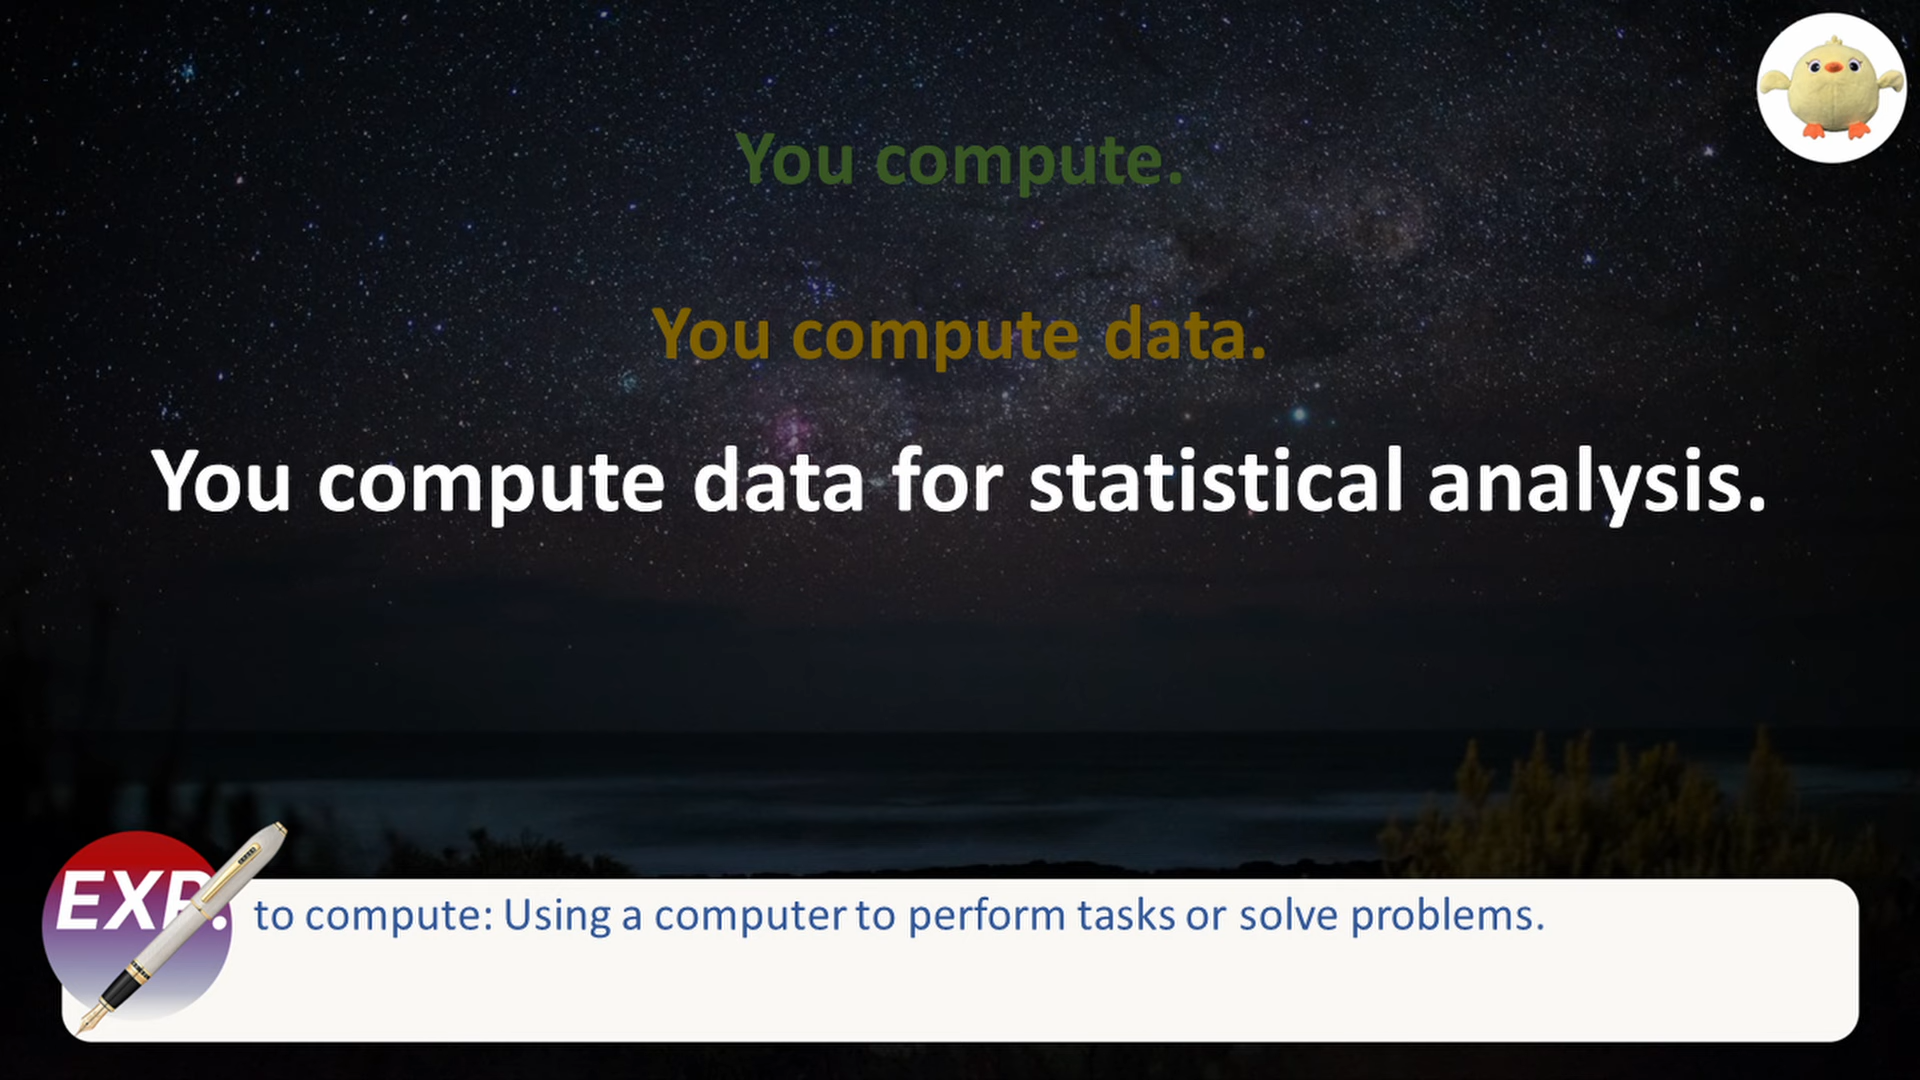 You compute.
You compute data.
You compute data for statistical analysis.
EXP.
to compute: Using a computer to perform tasks or solve problems.